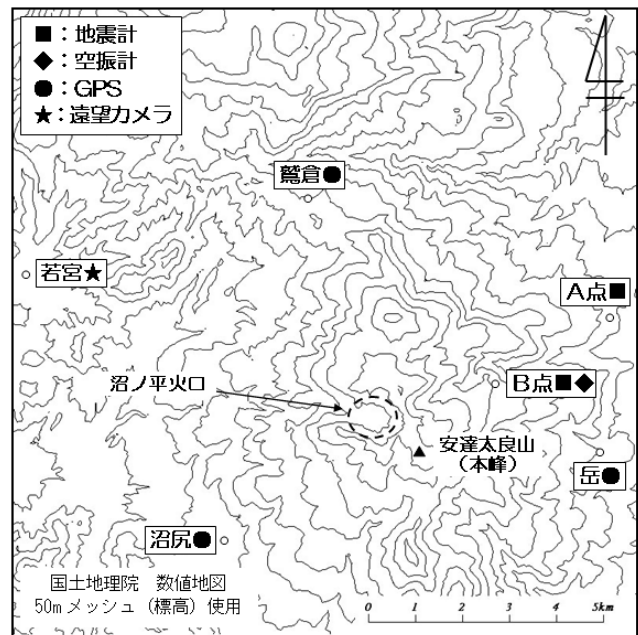 ■：地震計
◆：空振計
●：GPS
★：遠望カメラ
鷲倉●
若宮★
A点■
沼ノ平火口
B点■◆
安達太良山
（本峰）
岳●
沼尻●
国土地理院　数値地図
50mメッシュ（標高）使用
0 1 2 3 4 5km